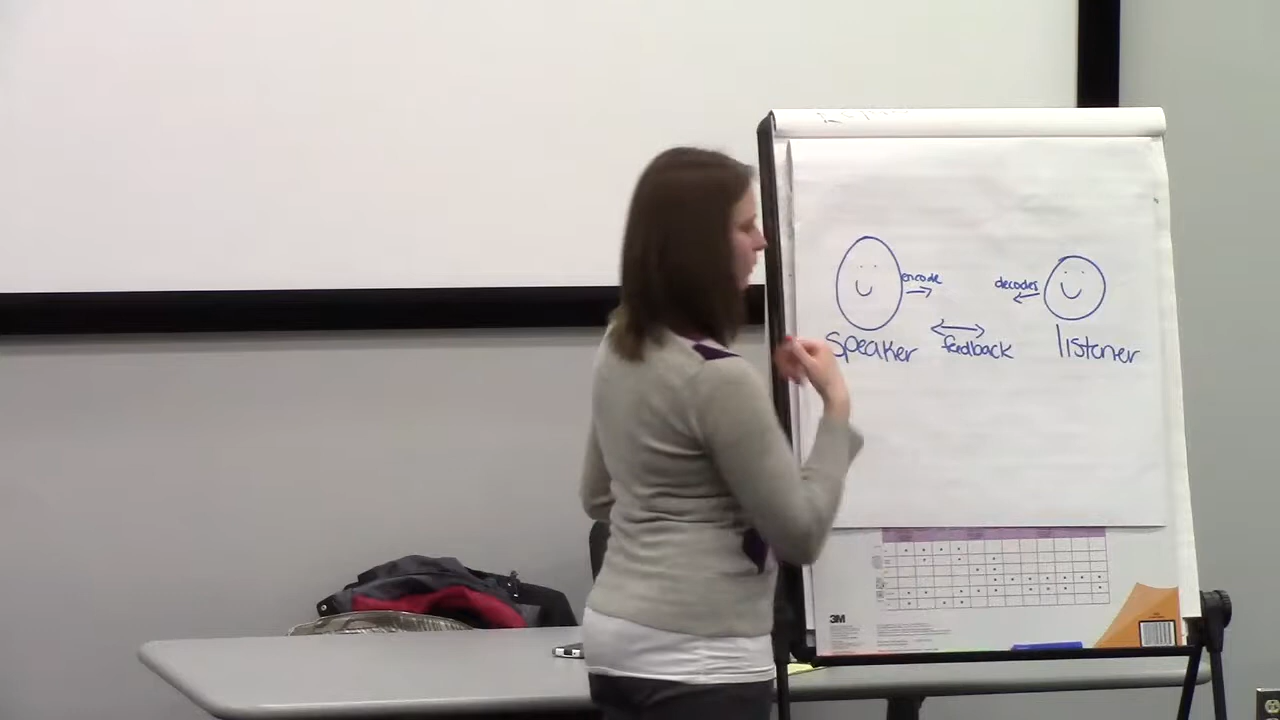 encode
decodes
speaker
feedback
listener
3M